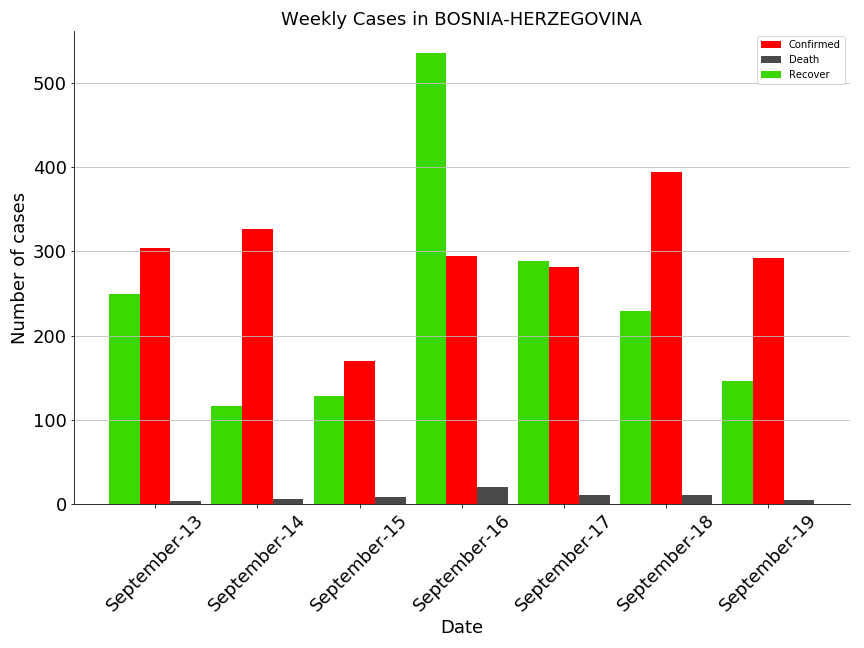 Weekly Cases in BOSNIA-HERZEGOVINA
Confirmed
Death
Recover
Number of cases
500
400
300
200
100
0
September-13
September-14
September-15
September-16
September-17
September-18
September-19
Date